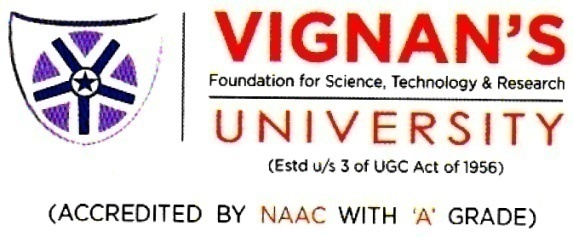 VIGNAN'S
Foundation for Science, Technology & Research
UNIVERSITY
(Estd u/s 3 of UGC Act of 1956)
(ACCREDITED BY NAAC WITH 'A' GRADE)